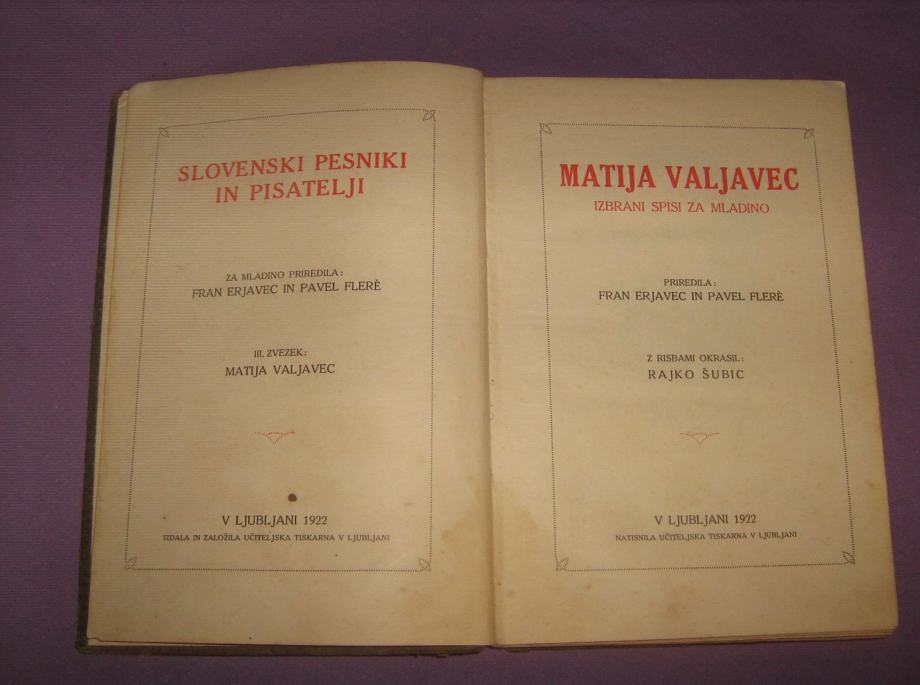 SLOVENSKI PESNIKI
IN PISATELJI
ZA MLADINO PRIREDILA:
FRAN ERJAVEC IN PAVEL FLERÈ
III. ZVEZEK:
MATIJA VALJAVEC
V LJUBLJANI 1922
IZDALA IN ZALOŽILA UČITELJSKA TISKARNA V LJUBLJANI
MATIJA VALJAVEC
IZBRANI SPISI ZA MLADINO
PRIREDILA:
FRAN ERJAVEC IN PAVEL FLERÈ
Z RISBAMI OKRASIL:
RAJKO ŠUBIC
V LJUBLJANI 1922
NATISNILA UČITELJSKA TISKARNA V LJUBLJANI